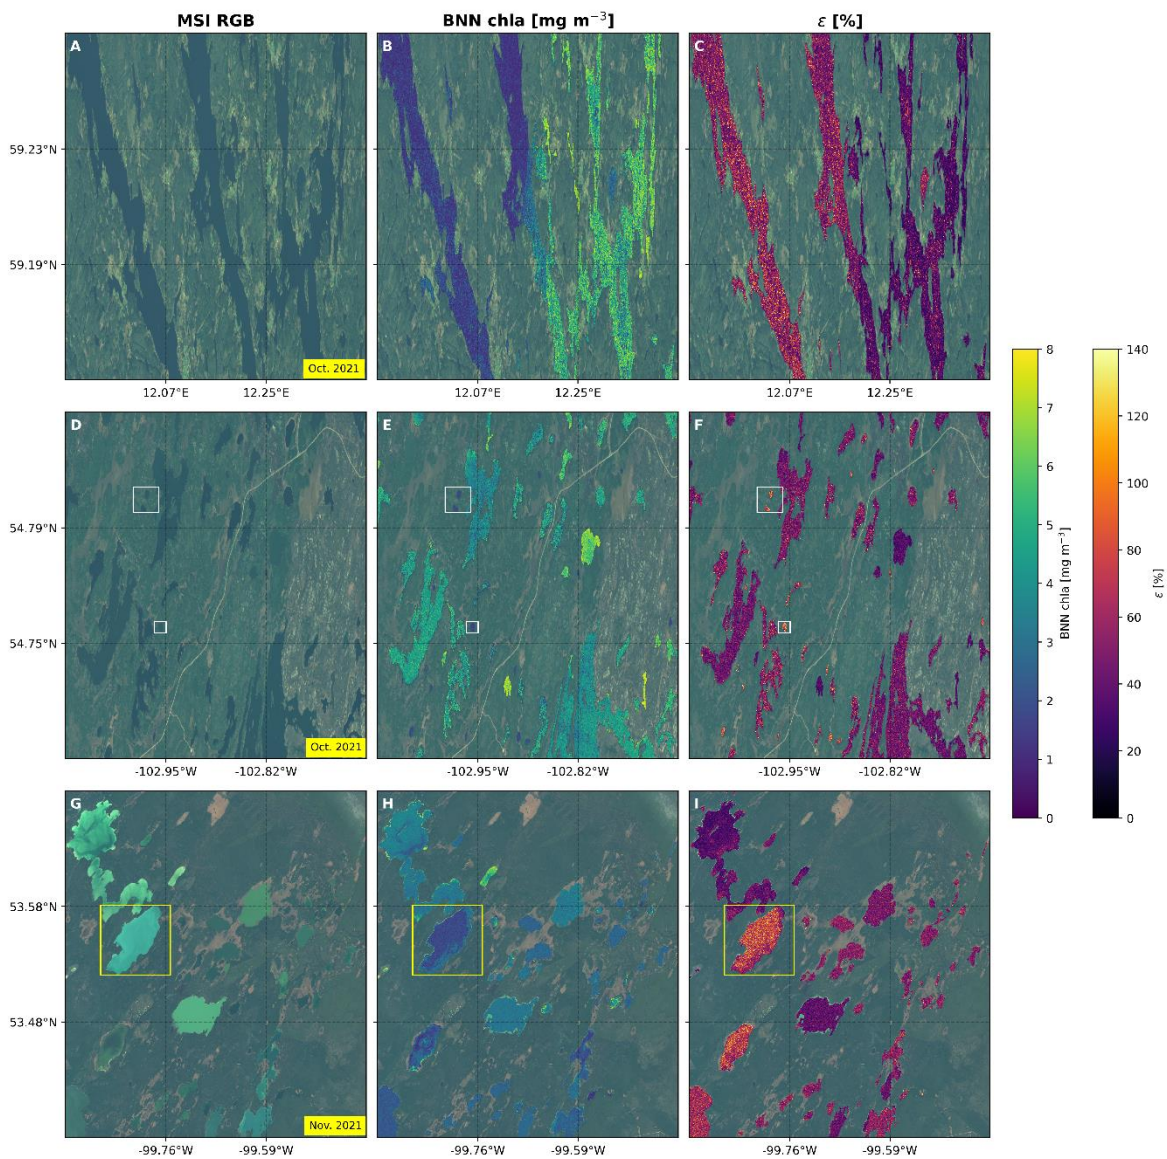 MSI RGB
BNN chla [mg m⁻³]
ε [%]
A
B
C
59.23°N
59.19°N
Oct. 2021
12.07°E
12.25°E
12.07°E
12.25°E
12.07°E
12.25°E
D
E
F
54.79°N
54.75°N
Oct. 2021
-102.95°W
-102.82°W
-102.95°W
-102.82°W
-102.95°W
-102.82°W
G
H
I
53.58°N
53.48°N
Nov. 2021
-99.76°W
-99.59°W
-99.76°W
-99.59°W
-99.76°W
-99.59°W
8
7
6
5
4
3
2
1
0
BNN chla [mg m⁻³]
140
120
100
80
60
40
20
0
ε [%]